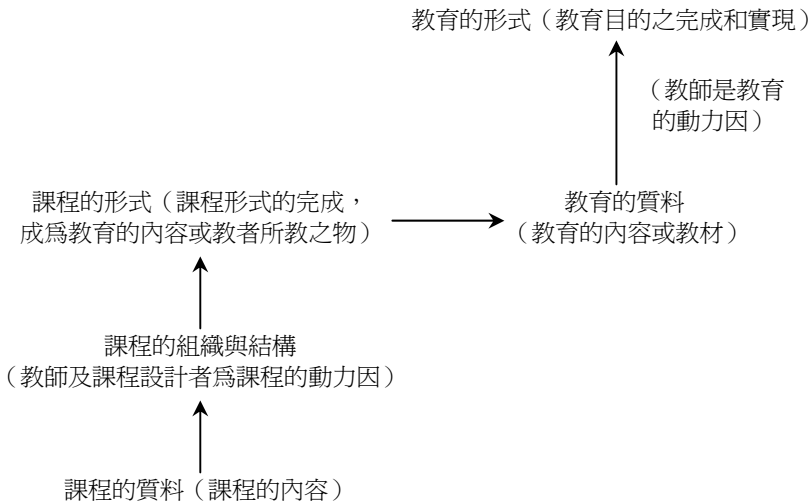 教育的形式（教育目的之完成和實現）
（教師是教育
的動力因）
課程的形式（課程形式的完成，
成爲教育的內容或教者所教之物）
教育的質料
（教育的內容或教材）
課程的組織與結構
（教師及課程設計者爲課程的動力因）
課程的質料（課程的內容）